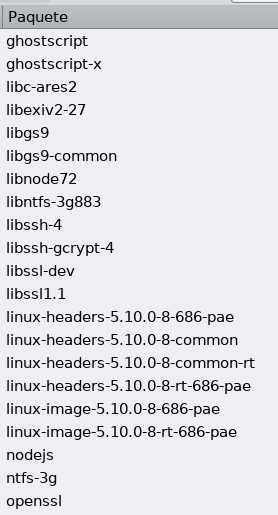 Paquete
ghostscript
ghostscript-x
libc-ares2
libexiv2-27
libgs9
libgs9-common
libnode72
libntfs-3g883
libssh-4
libssh-gcrypt-4
libssl-dev
libssl1.1
linux-headers-5.10.0-8-686-pae
linux-headers-5.10.0-8-common
linux-headers-5.10.0-8-common-rt
linux-headers-5.10.0-8-rt-686-pae
linux-image-5.10.0-8-686-pae
linux-image-5.10.0-8-rt-686-pae
nodejs
ntfs-3g
openssl